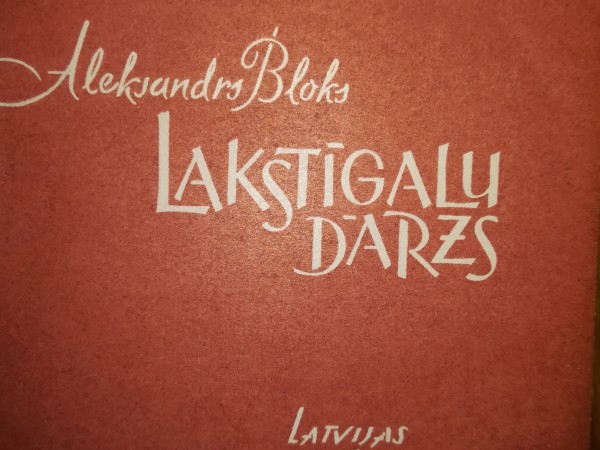 Aleksandrs Bloks
LAKSTĪGALU
DĀRZS
LATVIJAS